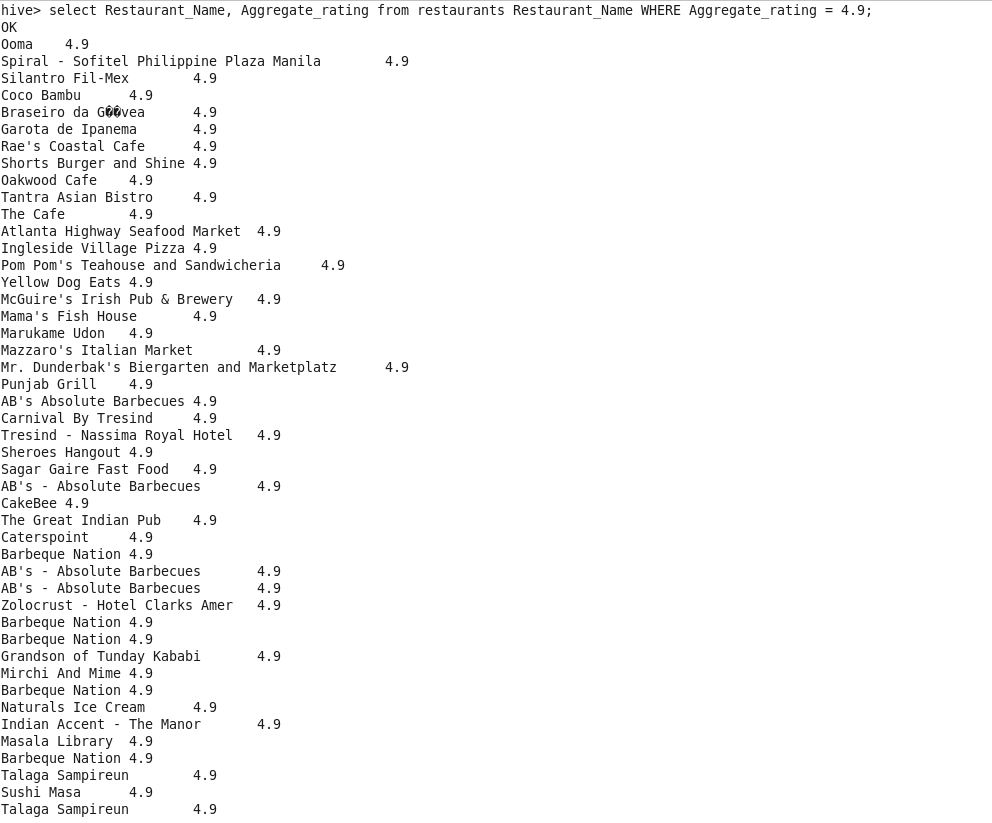 hive> select Restaurant_Name, Aggregate_rating from restaurants Restaurant_Name WHERE Aggregate_rating = 4.9;
OK
Ooma 4.9
Spiral - Sofitel Philippine Plaza Manila 4.9
Silantro Fil-Mex 4.9
Coco Bambu 4.9
Braseiro da G��vea 4.9
Garota de Ipanema 4.9
Rae's Coastal Cafe 4.9
Shorts Burger and Shine 4.9
Oakwood Cafe 4.9
Tantra Asian Bistro 4.9
The Cafe 4.9
Atlanta Highway Seafood Market 4.9
Ingleside Village Pizza 4.9
Pom Pom's Teahouse and Sandwicheria 4.9
Yellow Dog Eats 4.9
McGuire's Irish Pub & Brewery 4.9
Mama's Fish House 4.9
Marukame Udon 4.9
Mazzaro's Italian Market 4.9
Mr. Dunderbak's Biergarten and Marketplatz 4.9
Punjab Grill 4.9
AB's Absolute Barbecues 4.9
Carnival By Tresind 4.9
Tresind - Nassima Royal Hotel 4.9
Sheroes Hangout 4.9
Sagar Gaire Fast Food 4.9
AB's - Absolute Barbecues 4.9
CakeBee 4.9
The Great Indian Pub 4.9
Caterspoint 4.9
Barbeque Nation 4.9
AB's - Absolute Barbecues 4.9
AB's - Absolute Barbecues 4.9
Zolocrust - Hotel Clarks Amer 4.9
Barbeque Nation 4.9
Barbeque Nation 4.9
Grandson of Tunday Kababi 4.9
Mirchi And Mime 4.9
Barbeque Nation 4.9
Naturals Ice Cream 4.9
Indian Accent - The Manor 4.9
Masala Library 4.9
Barbeque Nation 4.9
Talaga Sampireun 4.9
Sushi Masa 4.9
Talaga Sampireun 4.9